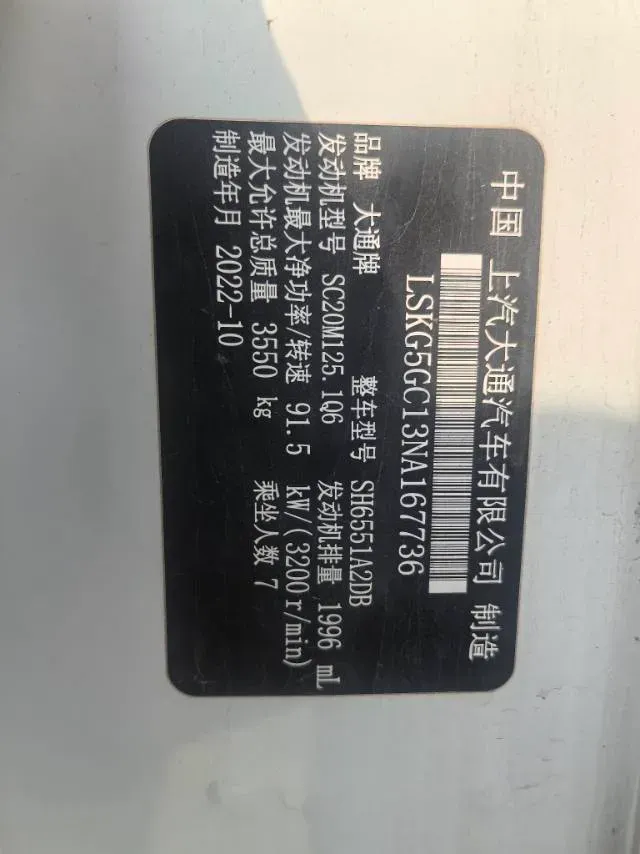 中国 上汽大通汽车有限公司 制造
LSKG5GC13NA167736
品牌 大通牌 整车型号 SH6551A2DB
发动机型号 SC20M125.1Q6 发动机排量 1996 mL
发动机最大净功率/转速 91.5 kW/(3200r/min)
最大允许总质量 3550 kg 乘坐人数 7
制造年月 2022-10